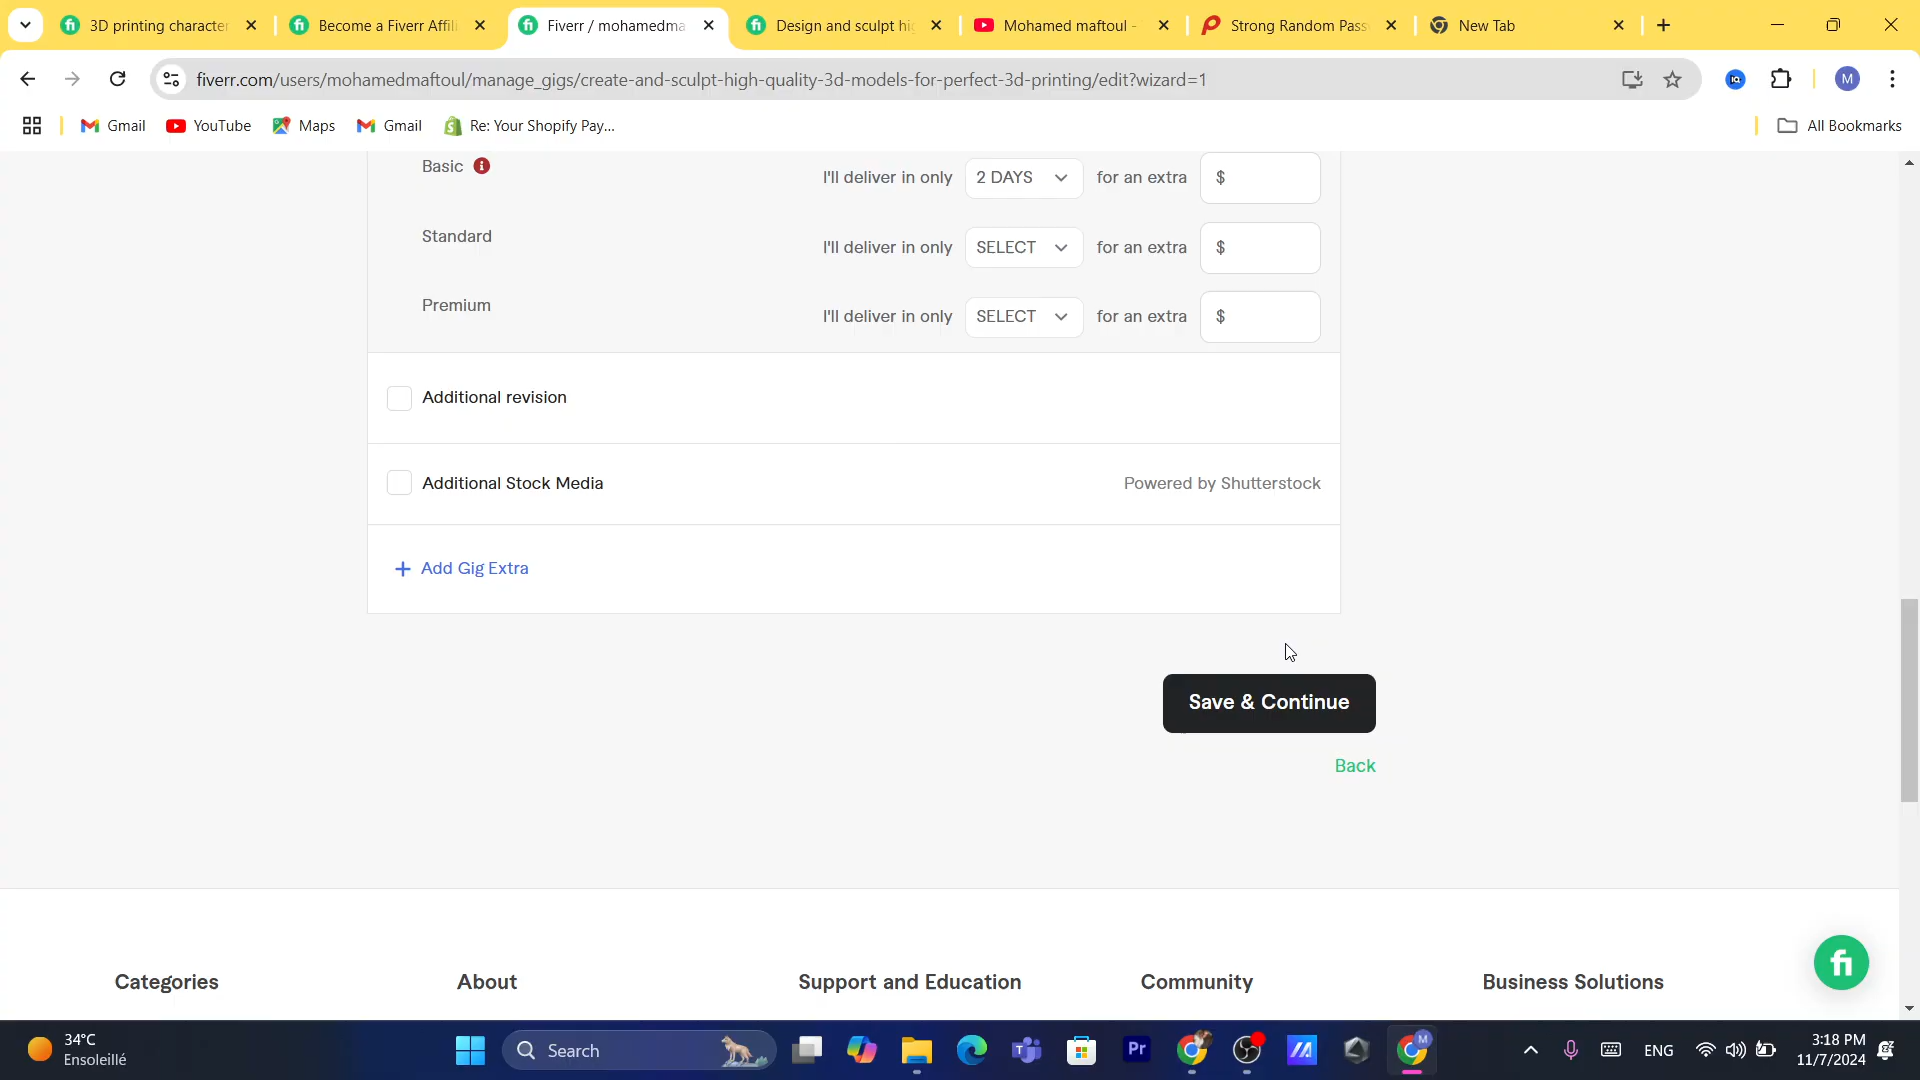 3D printing character
Become a Fiverr Affili
Fiverr / mohamedma
Design and sculpt hi
Mohamed maftoul -
Strong Random Pass
New Tab
fiverr.com/users/mohamedmaftoul/manage_gigs/create-and-sculpt-high-quality-3d-models-for-perfect-3d-printing/edit?wizard=1
M
Gmail
YouTube
Maps
Gmail
Re: Your Shopify Pay...
All Bookmarks
Basic
I'll deliver in only 2 DAYS for an extra $
Standard
I'll deliver in only SELECT for an extra $
Premium
I'll deliver in only SELECT for an extra $
Additional revision
Additional Stock Media
Powered by Shutterstock
+ Add Gig Extra
Save & Continue
Back
Categories
About
Support and Education
Community
Business Solutions
fi
34°C
Ensoleillé
Search
Pr
M
ENG
3:18 PM
11/7/2024